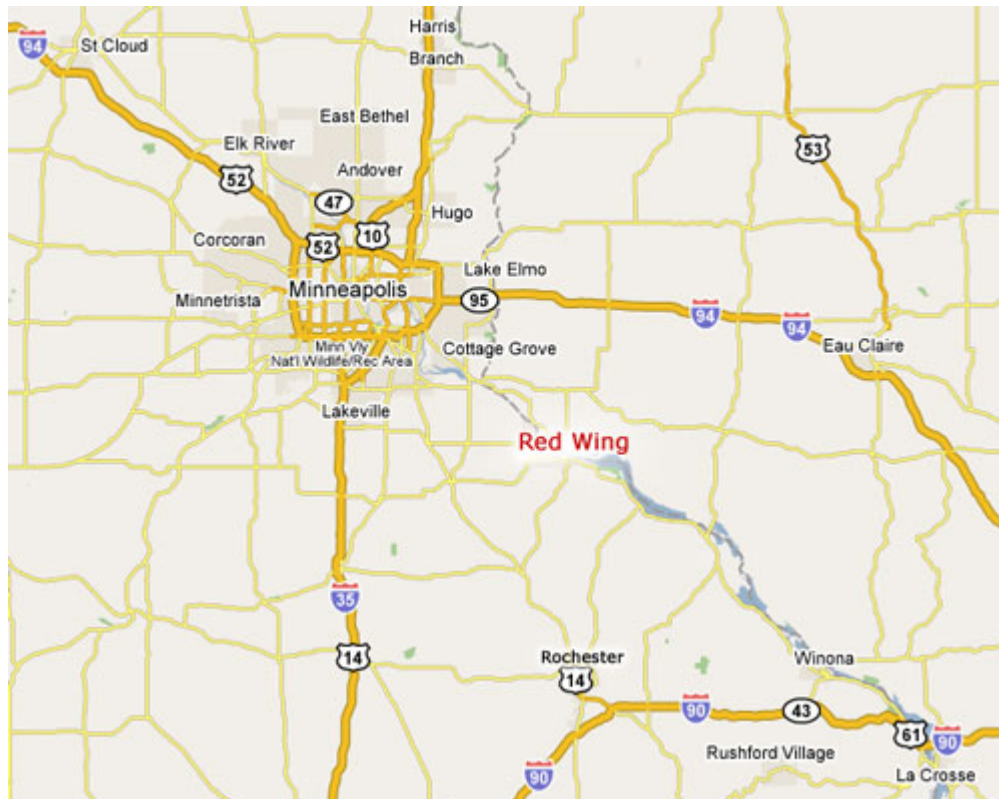 Harris
94
St Cloud
Branch
East Bethel
Elk River
53
Andover
52
47
Hugo
10
Corcoran
52
Lake Elmo
Minneapolis
95
Minnetrista
94
94
Minn Vly
Nat'l Wildlife/Rec Area
Cottage Grove
Eau Claire
Lakeville
Red Wing
35
14
Rochester
Winona
14
90
43
61
90
Rushford Village
90
La Crosse